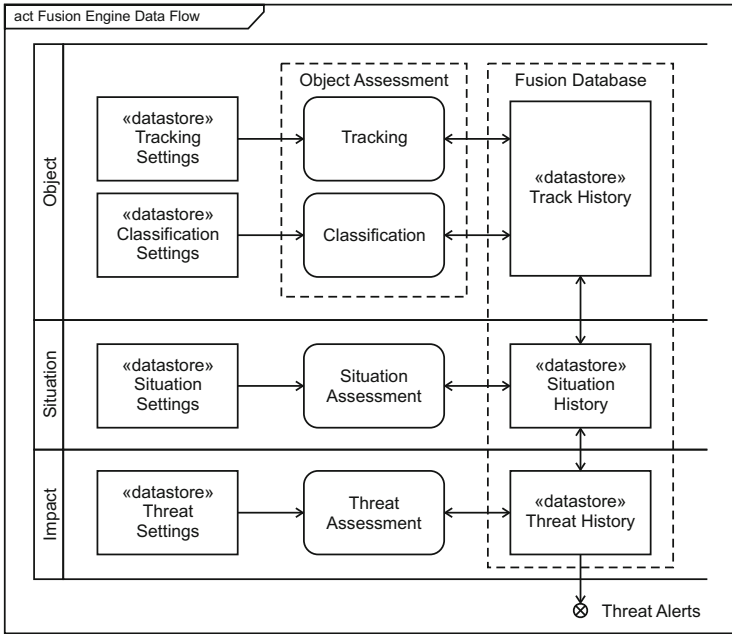 act Fusion Engine Data Flow
Object
Object Assessment
Fusion Database
«datastore»
Tracking
Settings
Tracking
«datastore»
Track History
«datastore»
Classification
Settings
Classification
Situation
«datastore»
Situation
Settings
Situation
Assessment
«datastore»
Situation
History
Impact
«datastore»
Threat
Settings
Threat
Assessment
«datastore»
Threat History
Threat Alerts